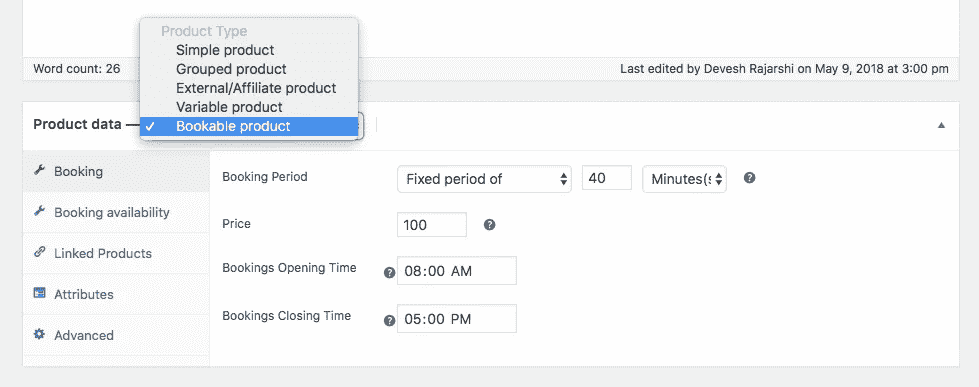 Product Type
Simple product
Grouped product
External/Affiliate product
Variable product
✓ Bookable product
Word count: 26
Last edited by Devesh Rajarshi on May 9, 2018 at 3:00 pm
Product data —
Booking
Booking availability
Linked Products
Attributes
Advanced
Booking Period Fixed period of 40 Minutes(s
Price 100
Bookings Opening Time 08:00 AM
Bookings Closing Time 05:00 PM